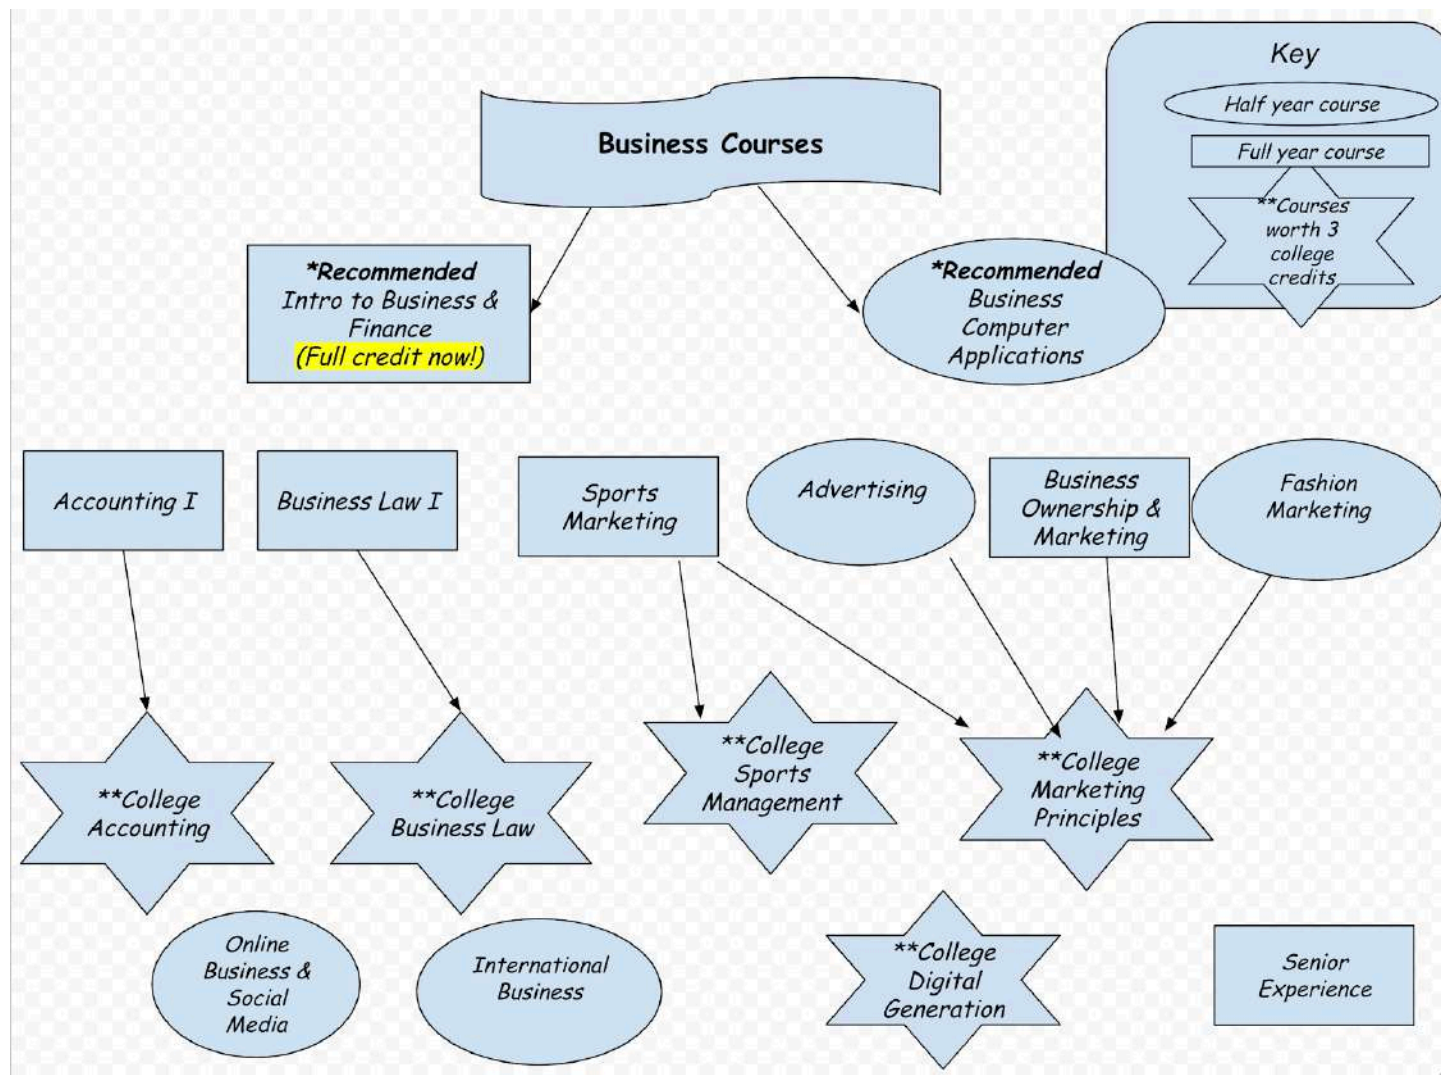 Key
Half year course
Full year course
**Courses
worth 3
college
credits
Business Courses
*Recommended
Intro to Business &
Finance
(Full credit now!)
*Recommended
Business
Computer
Applications
Accounting I
Business Law I
Sports
Marketing
Advertising
Business
Ownership &
Marketing
Fashion
Marketing
**College
Accounting
**College
Business Law
**College
Sports
Management
**College
Marketing
Principles
Online
Business &
Social
Media
International
Business
**College
Digital
Generation
Senior
Experience